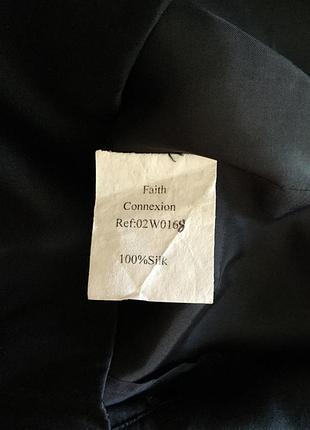 Faith
Connexion
Ref:02W0168
100%Silk